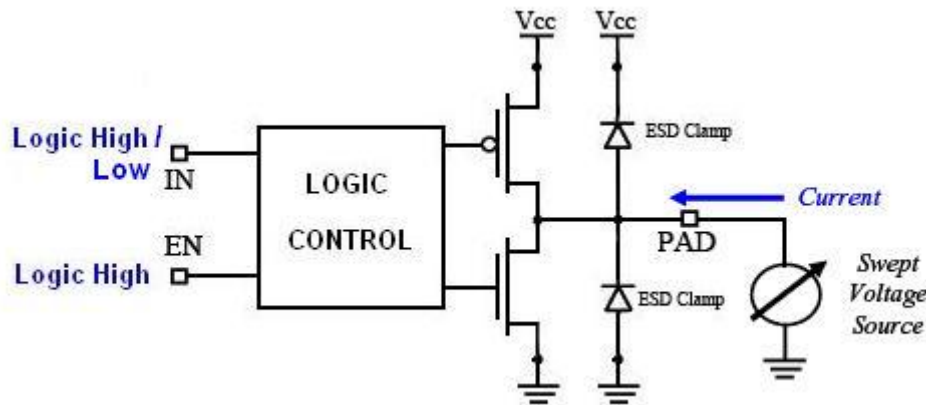 Vcc
Vcc
Logic High /
Low
IN
ESD Clamp
LOGIC
CONTROL
Current
EN
PAD
Logic High
ESD Clamp
Swept
Voltage
Source